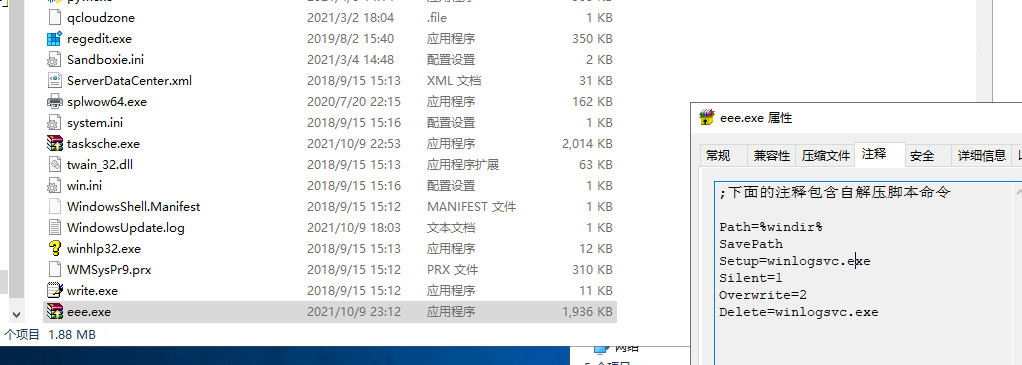 qcloudzone 2021/3/2 18:04 .file 1 KB
regedit.exe 2019/8/2 15:40 应用程序 350 KB
Sandboxie.ini 2021/3/4 14:48 配置设置 2 KB
ServerDataCenter.xml 2018/9/15 15:13 XML 文档 31 KB
splwow64.exe 2020/7/20 22:15 应用程序 162 KB
system.ini 2018/9/15 15:16 配置设置 1 KB
tasksche.exe 2021/10/9 22:53 应用程序 2,014 KB
twain_32.dll 2018/9/15 15:13 应用程序扩展 63 KB
win.ini 2018/9/15 15:16 配置设置 1 KB
WindowsShell.Manifest 2018/9/15 15:12 MANIFEST 文件 1 KB
WindowsUpdate.log 2021/10/9 18:03 文本文档 1 KB
winhlp32.exe 2018/9/15 15:13 应用程序 12 KB
WMSysPr9.prx 2018/9/15 15:12 PRX 文件 310 KB
write.exe 2018/9/15 15:12 应用程序 11 KB
eee.exe 2021/10/9 23:12 应用程序 1,936 KB
个项目 1.88 MB
网络
eee.exe 属性
常规 兼容性 压缩文件 注释 安全 详细信息
;下面的注释包含自解压脚本命令
Path=%windir%
SavePath
Setup=winlogsvc.exe
Silent=1
Overwrite=2
Delete=winlogsvc.exe